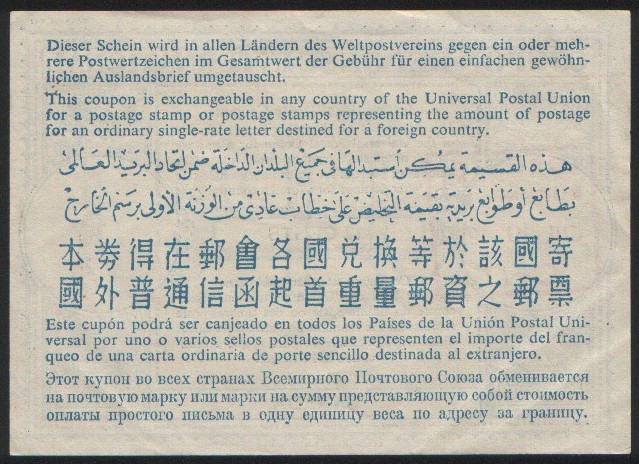 Dieser Schein wird in allen Ländern des Weltpostvereins gegen ein oder meh-
rere Postwertzeichen im Gesamtwert der Gebühr für einen einfachen gewöhn-
lichen Auslandsbrief umgetauscht.
This coupon is exchangeable in any country of the Universal Postal Union
for a postage stamp or postage stamps representing the amount of postage
for an ordinary single-rate letter destined for a foreign country.
هذه القسيمة يمكن استبدالها في جميع البلدان الداخلة ضمن اتحاد البريد العالمى
بطابع أو طوابع بريدية بقيمة التخليص على خطاب عادى من الوزنة الأولى برسم الخارج
本券得在郵會各國兑換等於該國寄
國外普通信函起首重量郵資之郵票
Este cupón podrá ser canjeado en todos los Países de la Unión Postal Uni-
versal por uno o varios sellos postales que representen el importe del fran-
queo de una carta ordinaria de porte sencillo destinada al extranjero.
Этот купон во всех странах Всемирного Почтового Союза обменивается
на почтовую марку или марки на сумму представляющую собой стоимость
оплаты простого письма в одну единицу веса по адресу за границу.